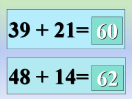 39 + 21= 60
48 + 14= 62